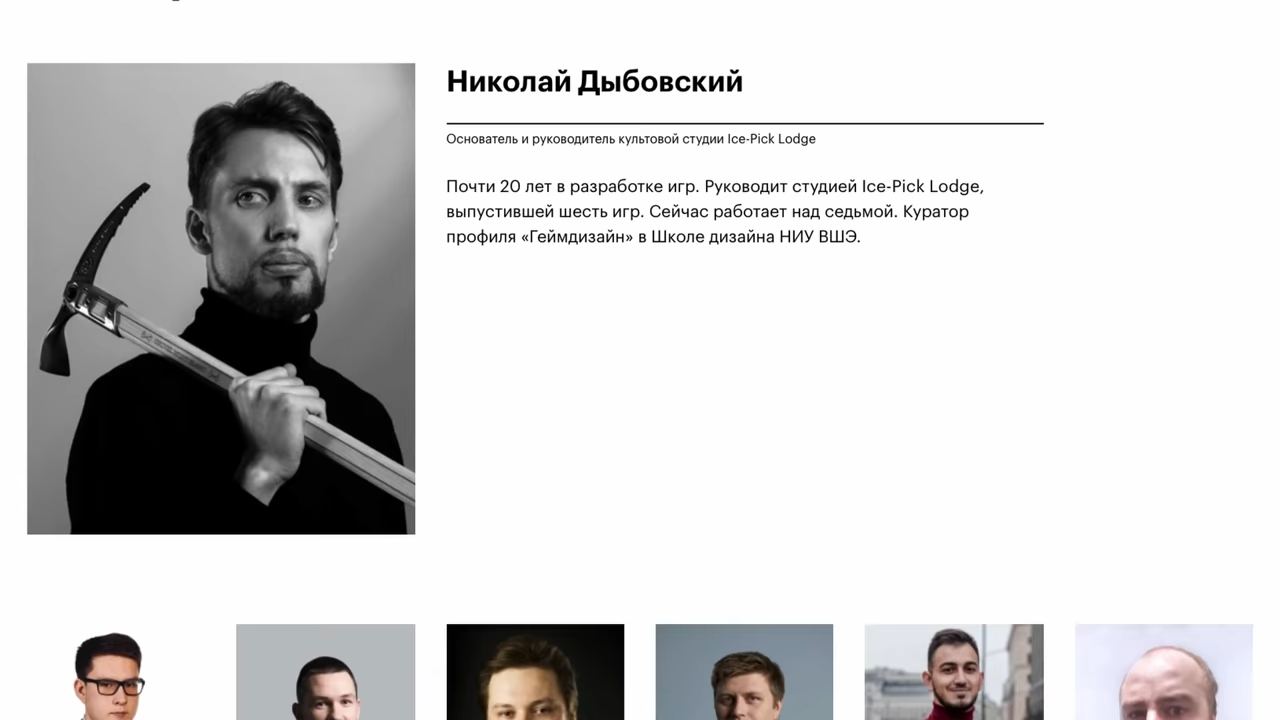 Николай Дыбовский
Основатель и руководитель культовой студии Ice-Pick Lodge
Почти 20 лет в разработке игр. Руководит студией Ice-Pick Lodge,
выпустившей шесть игр. Сейчас работает над седьмой. Куратор
профиля «Геймдизайн» в Школе дизайна НИУ ВШЭ.